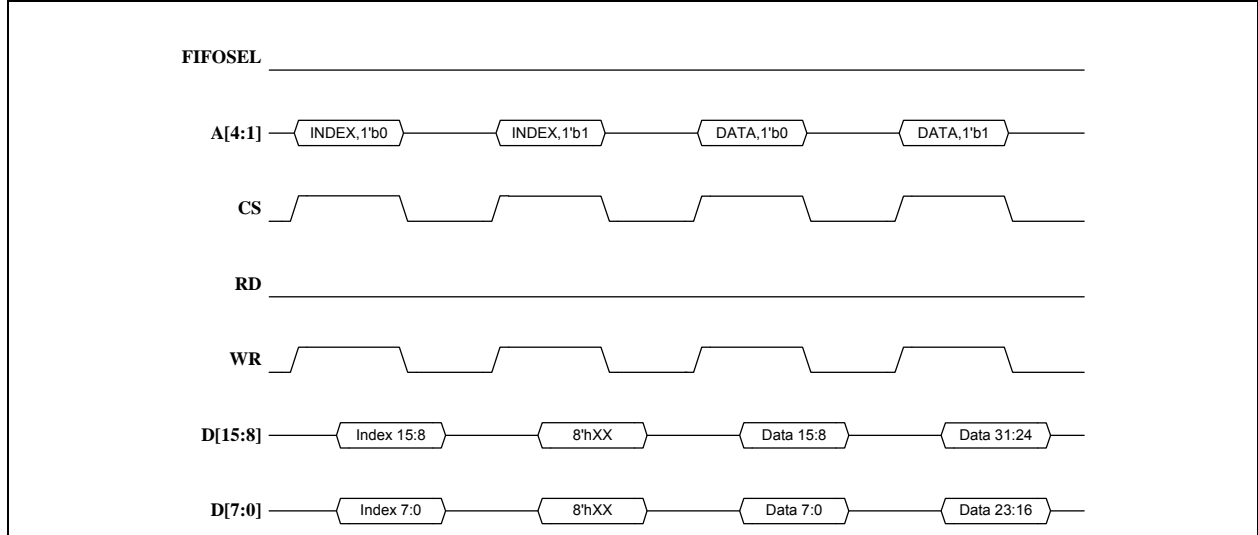 FIFOSEL
A[4:1] INDEX,1'b0 INDEX,1'b1 DATA,1'b0 DATA,1'b1
CS
RD
WR
D[15:8] Index 15:8 8'hXX Data 15:8 Data 31:24
D[7:0] Index 7:0 8'hXX Data 7:0 Data 23:16